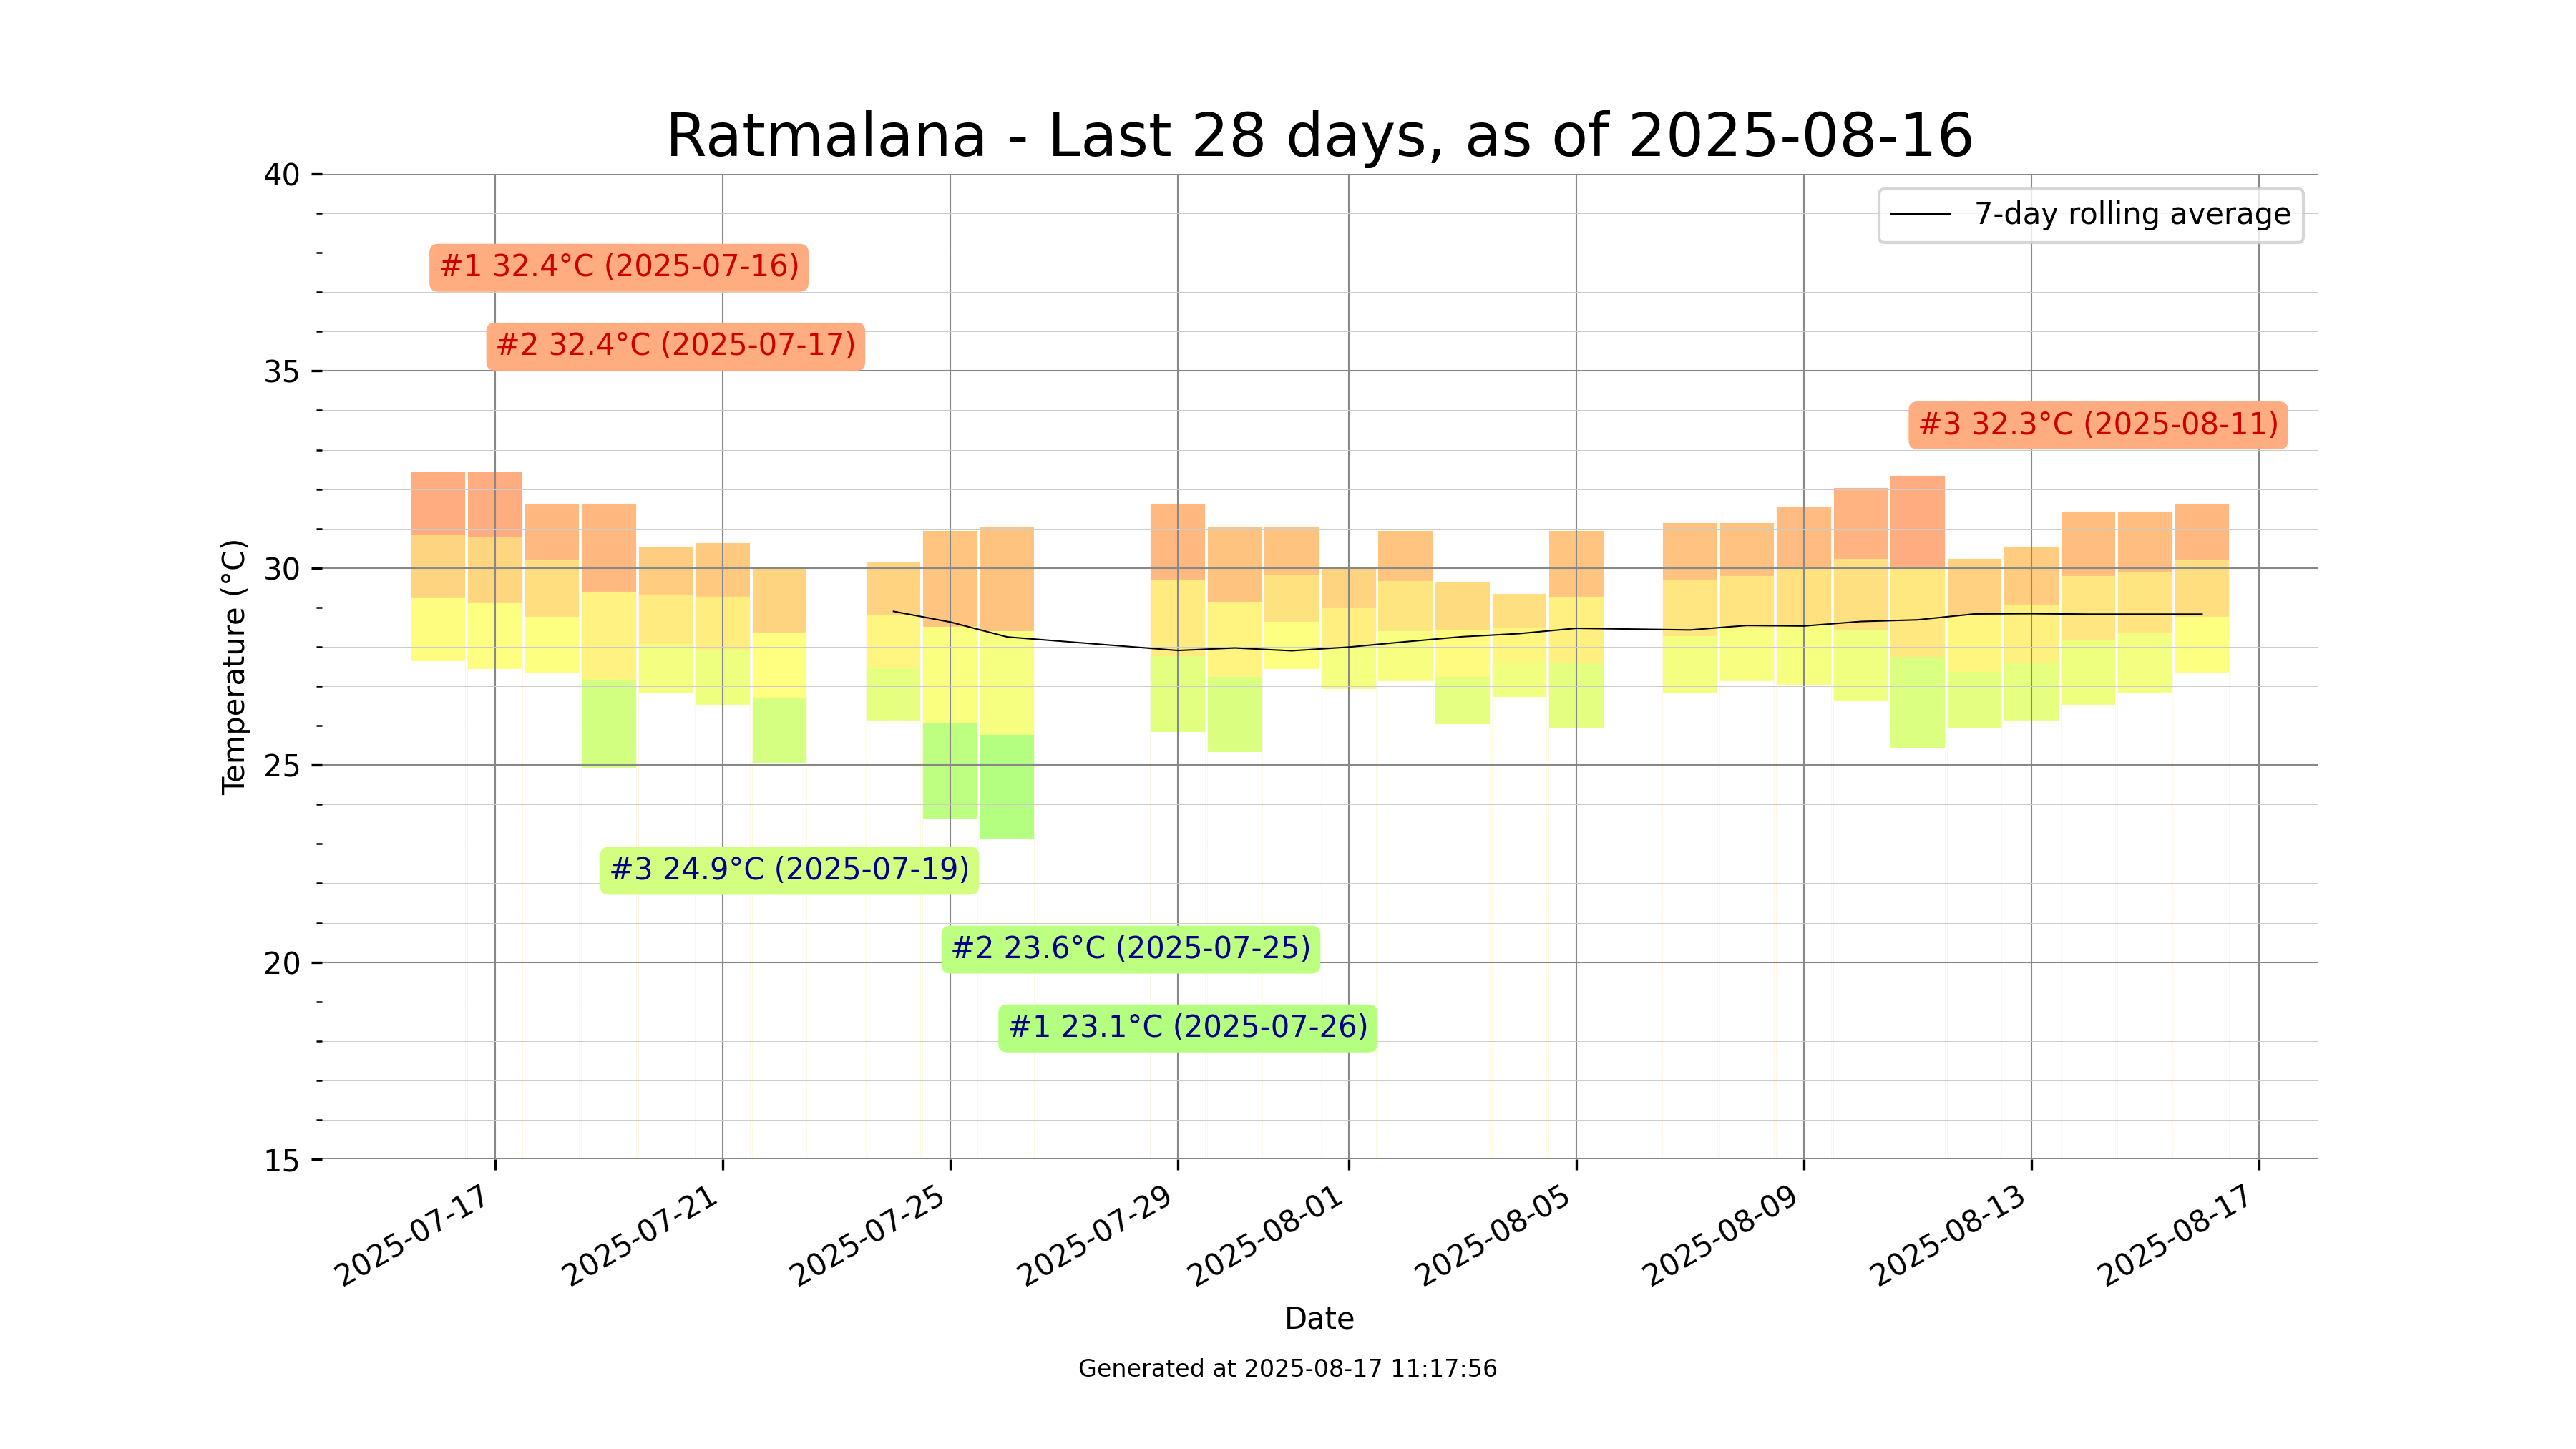 Ratmalana - Last 28 days, as of 2025-08-16
40
7-day rolling average
#1 32.4°C (2025-07-16)
#2 32.4°C (2025-07-17)
35
#3 32.3°C (2025-08-11)
30
Temperature (°C)
25
#3 24.9°C (2025-07-19)
#2 23.6°C (2025-07-25)
20
#1 23.1°C (2025-07-26)
15
2025-07-17
2025-07-21
2025-07-25
2025-07-29
2025-08-01
2025-08-05
2025-08-09
2025-08-13
2025-08-17
Date
Generated at 2025-08-17 11:17:56